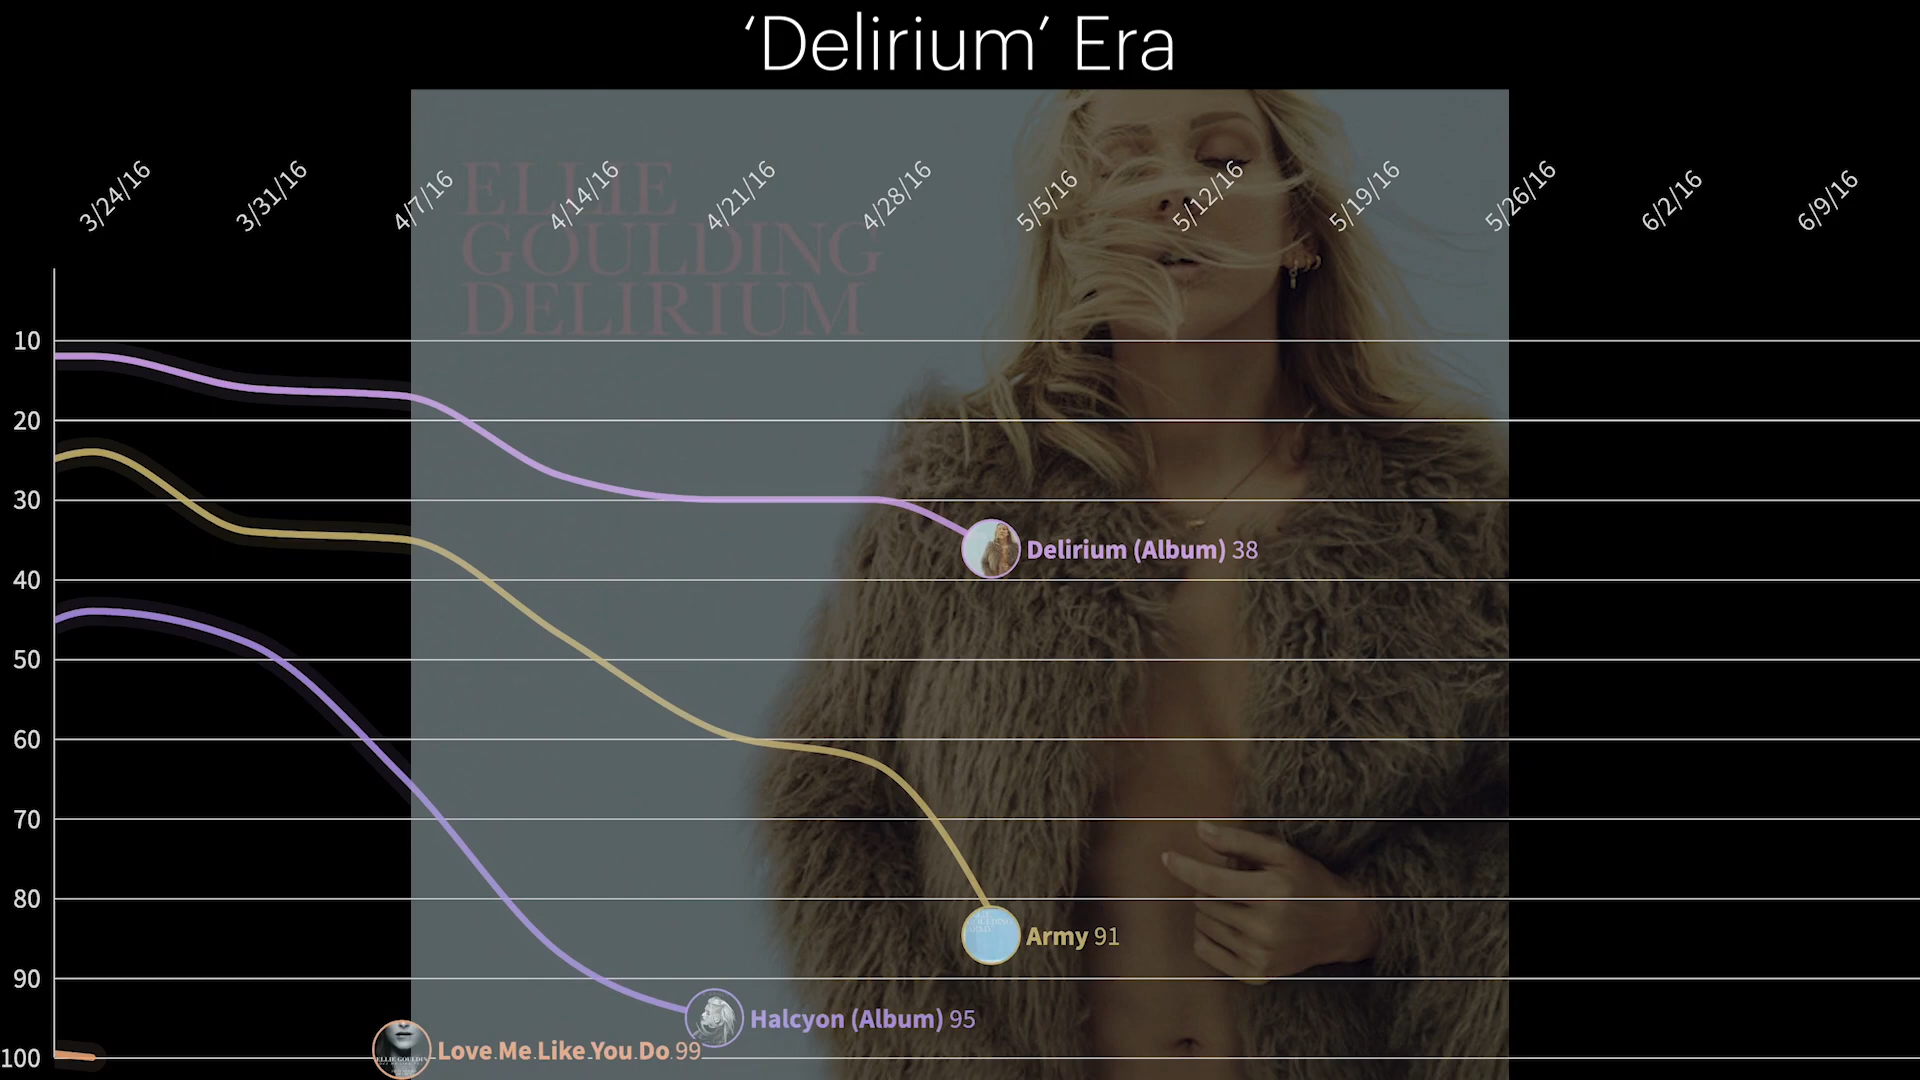 ‘Delirium’ Era
ELLIE
GOULDING
DELIRIUM
3/24/16
3/31/16
4/7/16
4/14/16
4/21/16
4/28/16
5/5/16
5/12/16
5/19/16
5/26/16
6/2/16
6/9/16
10
20
30
40
50
60
70
80
90
100
Delirium (Album) 38
Army 91
Halcyon (Album) 95
Love Me Like You Do 99